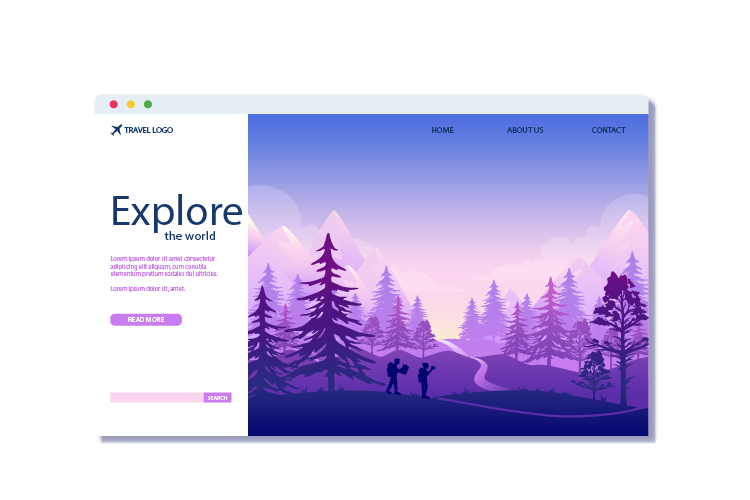 TRAVEL LOGO
HOME
ABOUT US
CONTACT
Explore
the world
Lorem ipsum dolor sit amet consectetur
adipiscing elit aliquam, cum conubia
elementum pretium sodales dui ultricies.
Lorem ipsum dolor sit, amet.
READ MORE
SEARCH